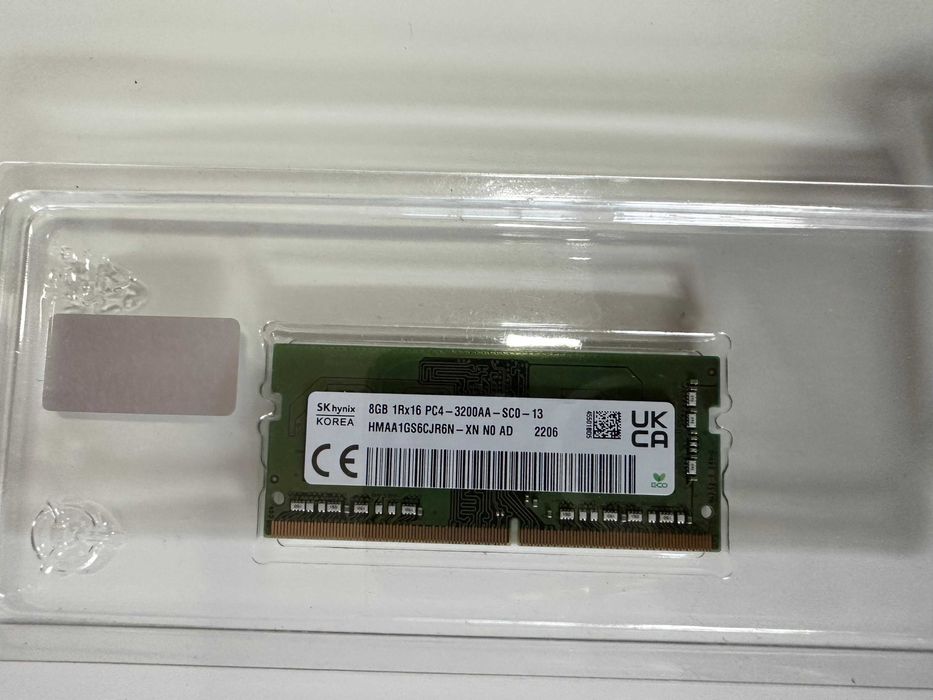 SK hynix
KOREA
8GB 1Rx16 PC4-3200AA-SC0-13
HMAA1GS6CJR6N-XN N0 AD 2206
UK
CA
CE
ECO